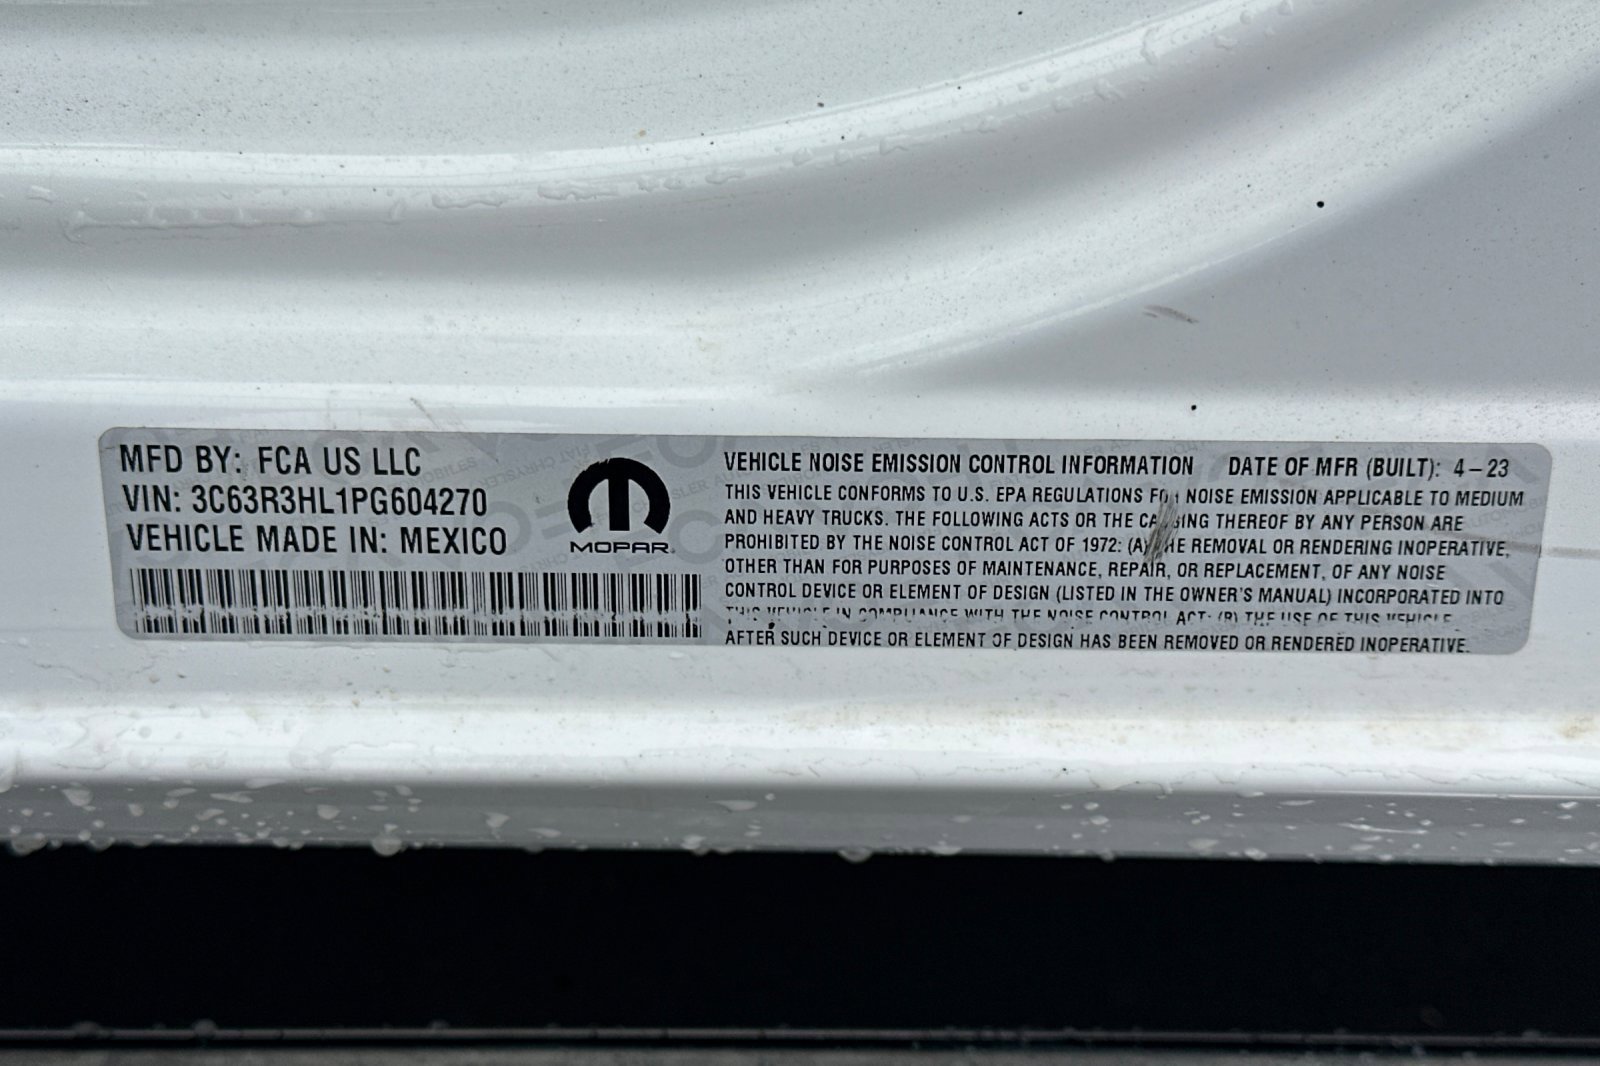 MFD BY: FCA US LLC
VIN: 3C63R3HL1PG604270
VEHICLE MADE IN: MEXICO
MOPAR
VEHICLE NOISE EMISSION CONTROL INFORMATION DATE OF MFR (BUILT): 4-23
THIS VEHICLE CONFORMS TO U.S. EPA REGULATIONS FOR NOISE EMISSION APPLICABLE TO MEDIUM
AND HEAVY TRUCKS. THE FOLLOWING ACTS OR THE CAUSING THEREOF BY ANY PERSON ARE
PROHIBITED BY THE NOISE CONTROL ACT OF 1972: (A) THE REMOVAL OR RENDERING INOPERATIVE,
OTHER THAN FOR PURPOSES OF MAINTENANCE, REPAIR, OR REPLACEMENT, OF ANY NOISE
CONTROL DEVICE OR ELEMENT OF DESIGN (LISTED IN THE OWNER'S MANUAL) INCORPORATED INTO
THIS VEHICLE IN COMPLIANCE WITH THE NOISE CONTROL ACT; (B) THE USE OF THIS VEHICLE
AFTER SUCH DEVICE OR ELEMENT OF DESIGN HAS BEEN REMOVED OR RENDERED INOPERATIVE.